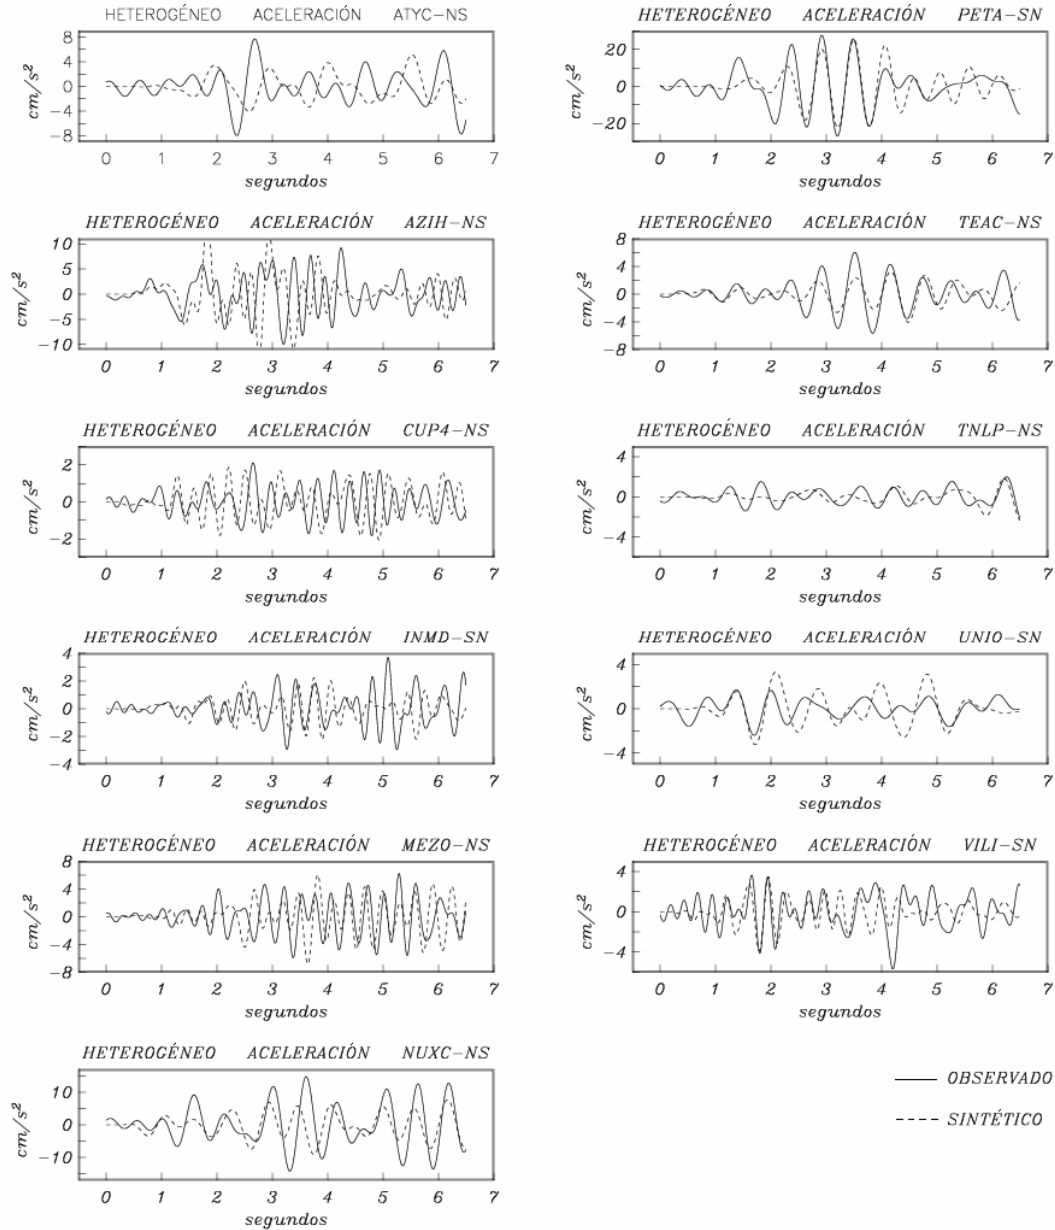 HETEROGÉNEO ACELERACIÓN ATYC-NS
cm/s²
8
4
0
-4
-8
0 1 2 3 4 5 6 7
segundos
HETEROGÉNEO ACELERACIÓN PETA-SN
cm/s²
20
0
-20
0 1 2 3 4 5 6 7
segundos
HETEROGÉNEO ACELERACIÓN AZIH-NS
cm/s²
10
5
0
-5
-10
0 1 2 3 4 5 6 7
segundos
HETEROGÉNEO ACELERACIÓN TEAC-NS
cm/s²
8
4
0
-4
-8
0 1 2 3 4 5 6 7
segundos
HETEROGÉNEO ACELERACIÓN CUP4-NS
cm/s²
2
0
-2
0 1 2 3 4 5 6 7
segundos
HETEROGÉNEO ACELERACIÓN TNLP-NS
cm/s²
4
0
-4
0 1 2 3 4 5 6 7
segundos
HETEROGÉNEO ACELERACIÓN INMD-SN
cm/s²
4
2
0
-2
-4
0 1 2 3 4 5 6 7
segundos
HETEROGÉNEO ACELERACIÓN UNIO-SN
cm/s²
4
0
-4
0 1 2 3 4 5 6 7
segundos
HETEROGÉNEO ACELERACIÓN MEZO-NS
cm/s²
8
4
0
-4
-8
0 1 2 3 4 5 6 7
segundos
HETEROGÉNEO ACELERACIÓN VILI-SN
cm/s²
4
0
-4
0 1 2 3 4 5 6 7
segundos
HETEROGÉNEO ACELERACIÓN NUXC-NS
cm/s²
10
0
-10
0 1 2 3 4 5 6 7
segundos
OBSERVADO
SINTÉTICO